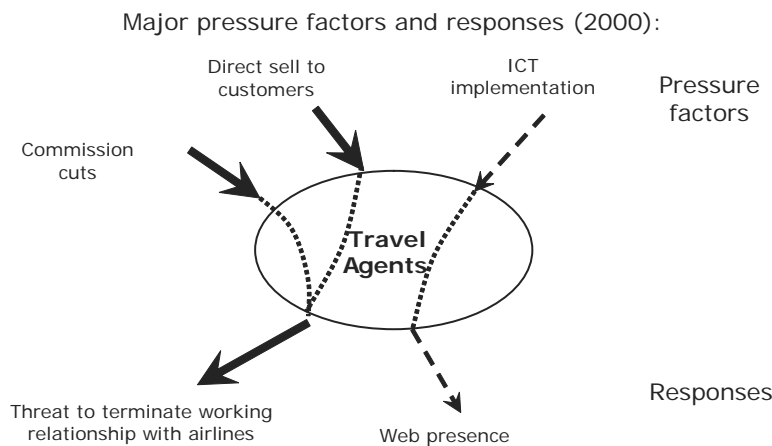 Major pressure factors and responses (2000):
Direct sell to
customers
ICT
implementation
Pressure
factors
Commission
cuts
Travel
Agents
Threat to terminate working
relationship with airlines
Web presence
Responses